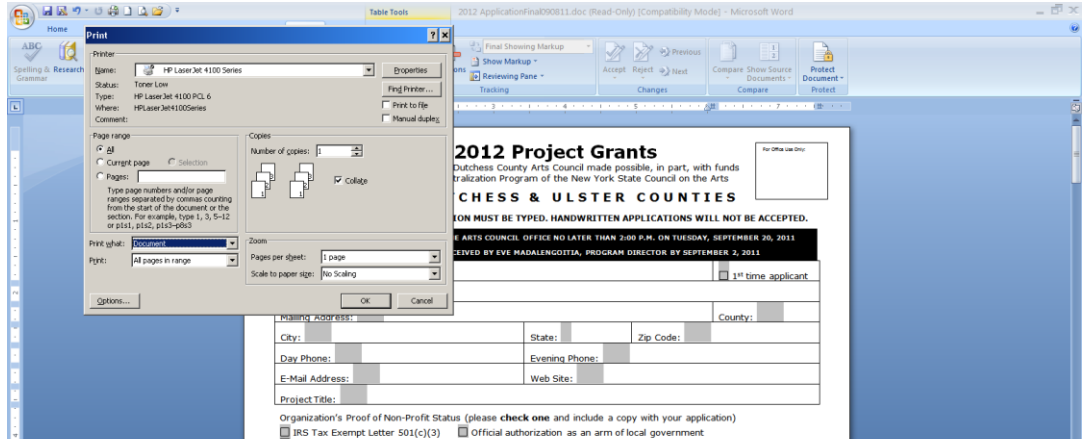 Table Tools
2012 ApplicationFinal090811.doc (Read-Only) [Compatibility Mode] - Microsoft Word
Home
ABC
Spelling & Grammar
Research
Final Showing Markup
Show Markup
Reviewing Pane
Tracking
Accept
Reject
Previous
Next
Changes
Compare
Show Source Documents
Compare
Protect Document
Protect
Print
Printer
Name:
HP LaserJet 4100 Series
Properties
Status:
Toner Low
Find Printer...
Type:
HP LaserJet 4100 PCL 6
Where:
HPLaserJet4100Series
Print to file
Comment:
Manual duplex
Page range
All
Current page
Selection
Pages:
Type page numbers and/or page
ranges separated by commas counting
from the start of the document or the
section. For example, type 1, 3, 5–12
or p1s1, p1s2, p1s3–p8s3
Copies
Number of copies:
1
Collate
Print what:
Document
Print:
All pages in range
Zoom
Pages per sheet:
1 page
Scale to paper size:
No Scaling
Options...
OK
Cancel
2012 Project Grants
For Office Use Only:
Dutchess County Arts Council made possible, in part, with funds
tralization Program of the New York State Council on the Arts
CHESS & ULSTER COUNTIES
ION MUST BE TYPED. HANDWRITTEN APPLICATIONS WILL NOT BE ACCEPTED.
E ARTS COUNCIL OFFICE NO LATER THAN 2:00 P.M. ON TUESDAY, SEPTEMBER 20, 2011
CEIVED BY EVE MADALENGOITIA, PROGRAM DIRECTOR BY SEPTEMBER 2, 2011
1st time applicant
Mailing Address:
County:
City:
State:
Zip Code:
Day Phone:
Evening Phone:
E-Mail Address:
Web Site:
Project Title:
Organization's Proof of Non-Profit Status (please check one and include a copy with your application)
IRS Tax Exempt Letter 501(c)(3)
Official authorization as an arm of local government